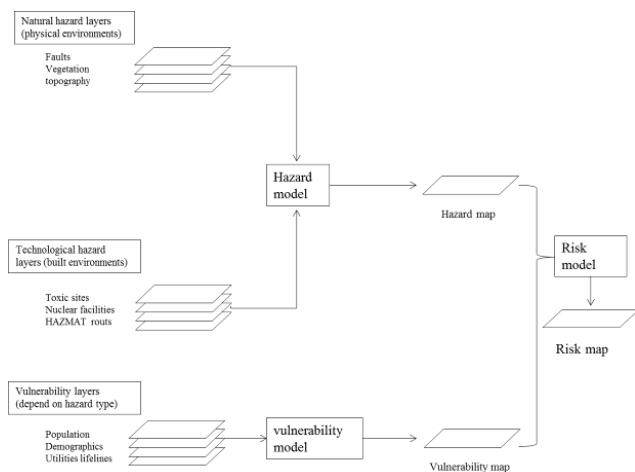 Natural hazard layers
(physical environments)
Faults
Vegetation
topography
Hazard
model
Hazard map
Technological hazard
layers (built environments)
Toxic sites
Nuclear facilities
HAZMAT routs
Risk
model
Risk map
Vulnerability layers
(depend on hazard type)
Population
Demographics
Utilities lifelines
vulnerability
model
Vulnerability map